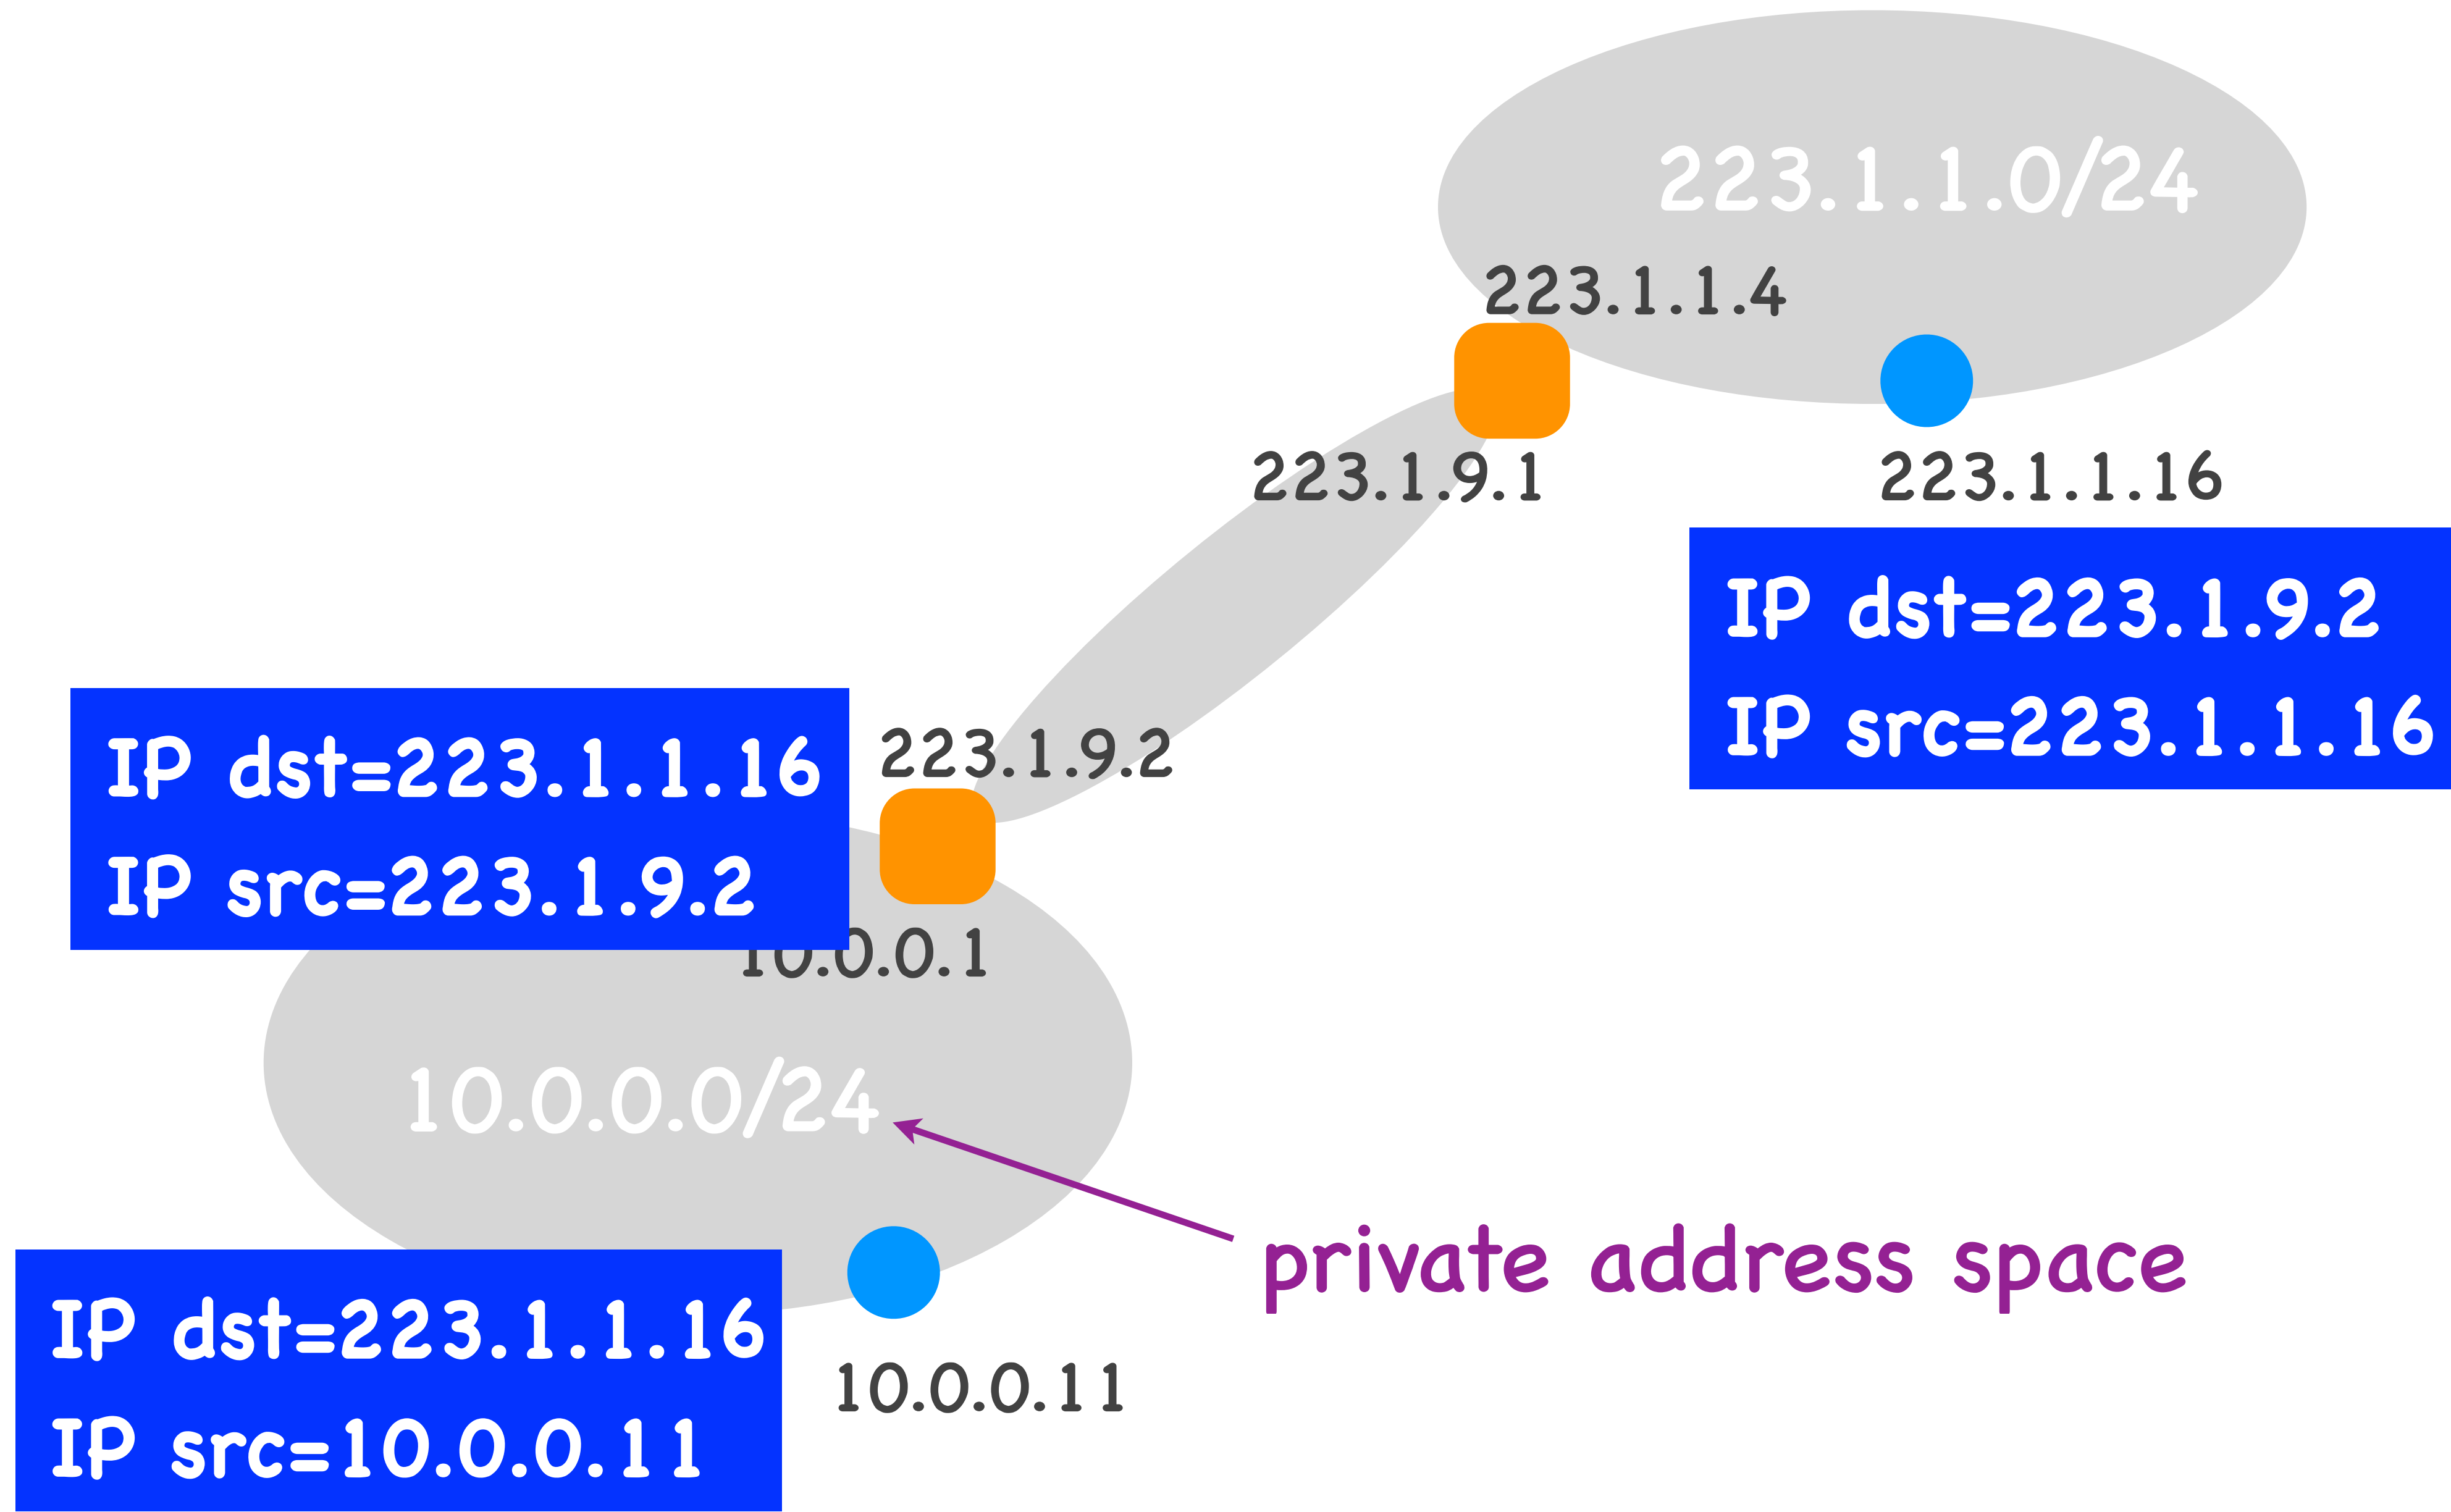 223.1.1.0/24
223.1.1.4
223.1.9.1
223.1.1.16
IP dst=223.1.9.2
IP src=223.1.1.16
IP dst=223.1.1.16
IP src=223.1.9.2
223.1.9.2
10.0.0.1
10.0.0.0/24
private address space
IP dst=223.1.1.16
IP src=10.0.0.11
10.0.0.11